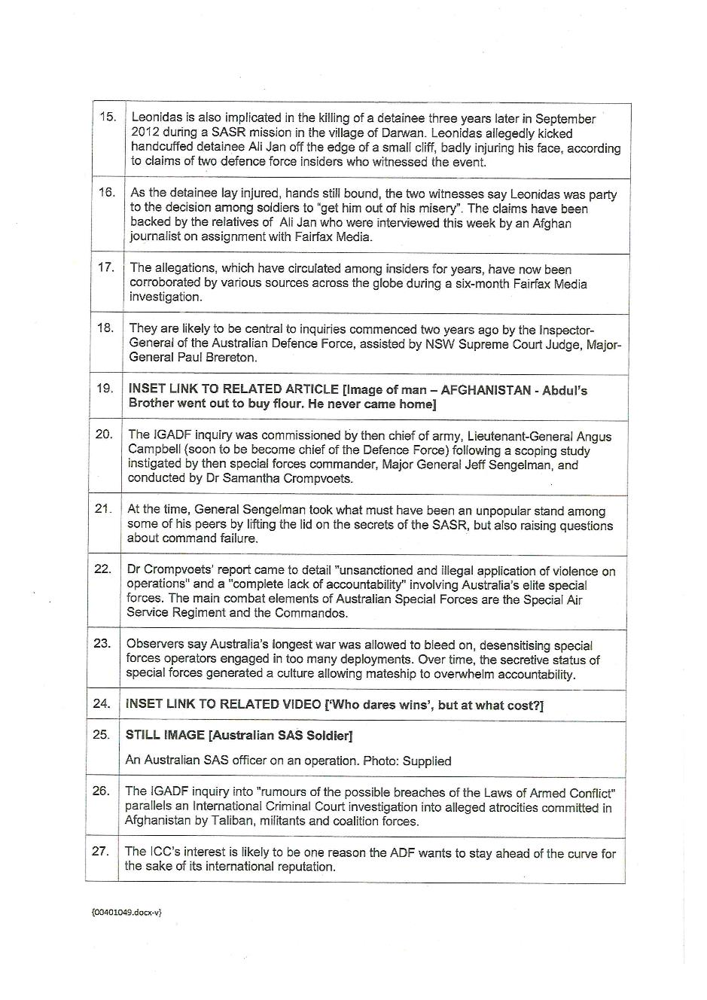 15. Leonidas is also implicated in the killing of a detainee three years later in September
2012 during a SASR mission in the village of Darwan. Leonidas allegedly kicked
handcuffed detainee Ali Jan off the edge of a small cliff, badly injuring his face, according
to claims of two defence force insiders who witnessed the event.
16. As the detainee lay injured, hands still bound, the two witnesses say Leonidas was party
to the decision among soldiers to "get him out of his misery". The claims have been
backed by the relatives of Ali Jan who were interviewed this week by an Afghan
journalist on assignment with Fairfax Media.
17. The allegations, which have circulated among insiders for years, have now been
corroborated by various sources across the globe during a six-month Fairfax Media
investigation.
18. They are likely to be central to inquiries commenced two years ago by the Inspector-
General of the Australian Defence Force, assisted by NSW Supreme Court Judge, Major-
General Paul Brereton.
19. INSET LINK TO RELATED ARTICLE [Image of man – AFGHANISTAN - Abdul's
Brother went out to buy flour. He never came home]
20. The IGADF inquiry was commissioned by then chief of army, Lieutenant-General Angus
Campbell (soon to be become chief of the Defence Force) following a scoping study
instigated by then special forces commander, Major General Jeff Sengelman, and
conducted by Dr Samantha Crompvoets.
21. At the time, General Sengelman took what must have been an unpopular stand among
some of his peers by lifting the lid on the secrets of the SASR, but also raising questions
about command failure.
22. Dr Crompvoets' report came to detail "unsanctioned and illegal application of violence on
operations" and a "complete lack of accountability" involving Australia's elite special
forces. The main combat elements of Australian Special Forces are the Special Air
Service Regiment and the Commandos.
23. Observers say Australia's longest war was allowed to bleed on, desensitising special
forces operators engaged in too many deployments. Over time, the secretive status of
special forces generated a culture allowing mateship to overwhelm accountability.
24. INSET LINK TO RELATED VIDEO ['Who dares wins', but at what cost?]
25. STILL IMAGE [Australian SAS Soldier]
An Australian SAS officer on an operation. Photo: Supplied
26. The IGADF inquiry into "rumours of the possible breaches of the Laws of Armed Conflict"
parallels an International Criminal Court investigation into alleged atrocities committed in
Afghanistan by Taliban, militants and coalition forces.
27. The ICC's interest is likely to be one reason the ADF wants to stay ahead of the curve for
the sake of its international reputation.
{00401049.docx-v}